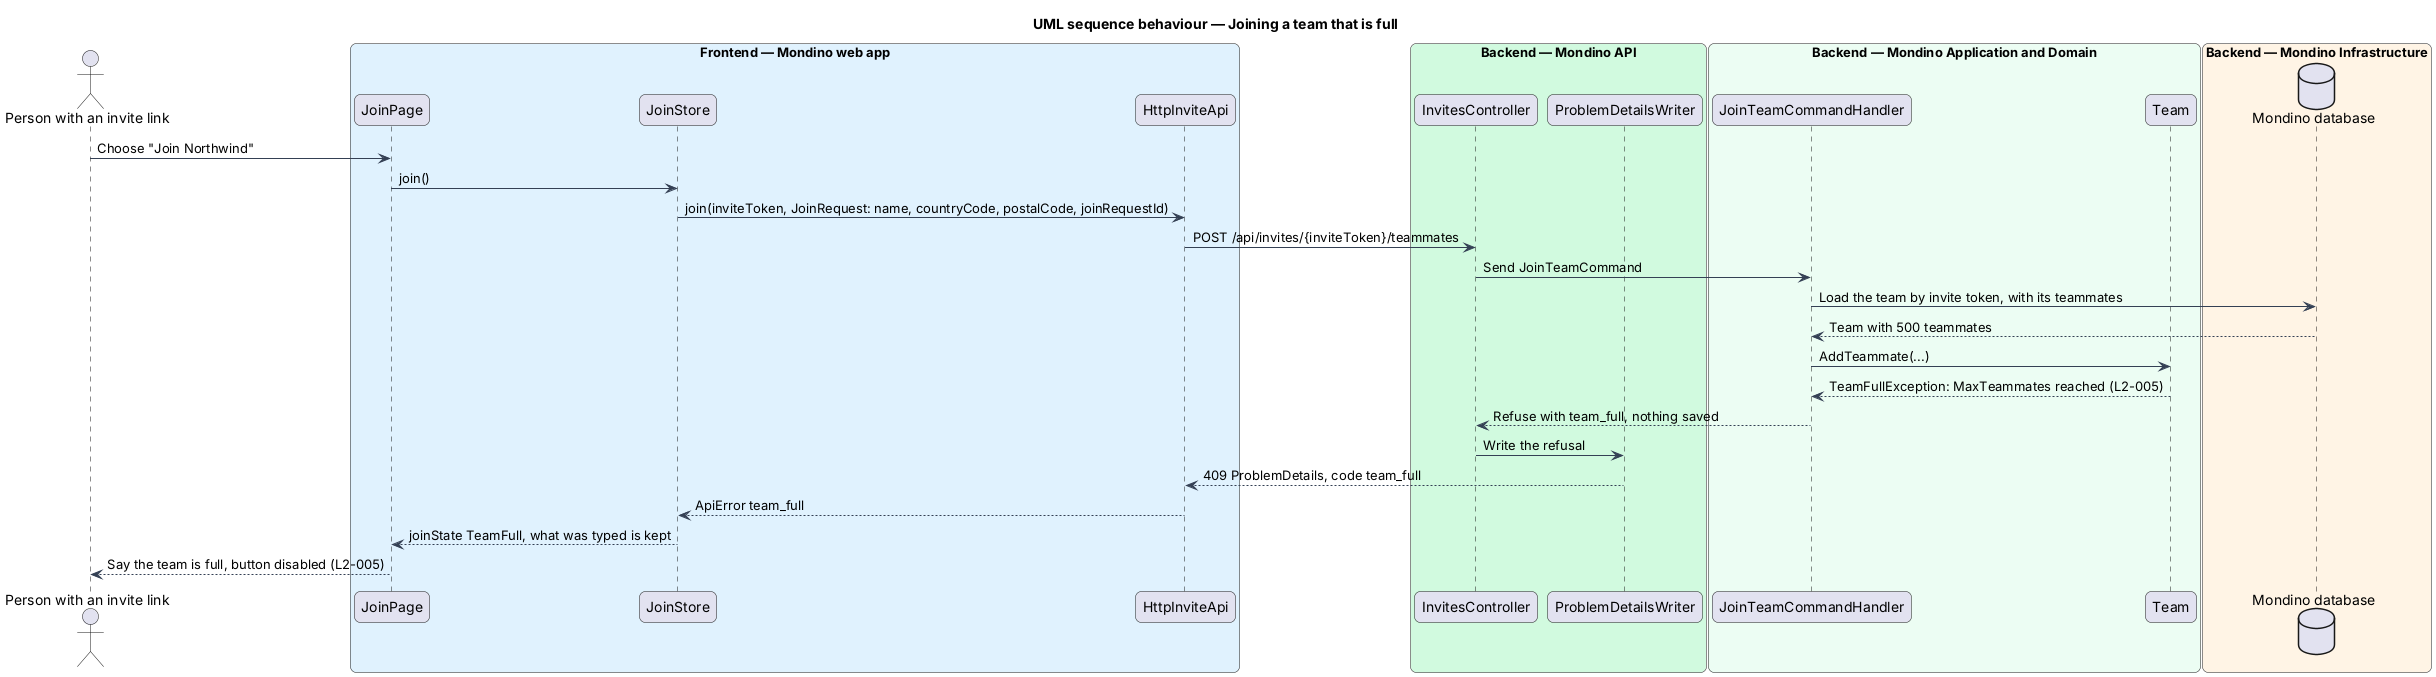 UML sequence behaviour — Joining a team that is full
Frontend — Mondino web app
Backend — Mondino API
Backend — Mondino Application and Domain
Backend — Mondino Infrastructure
Person with an invite link
JoinPage
JoinStore
HttpInviteApi
InvitesController
ProblemDetailsWriter
JoinTeamCommandHandler
Team
Mondino database
Choose "Join Northwind"
join()
join(inviteToken, JoinRequest: name, countryCode, postalCode, joinRequestId)
POST /api/invites/{inviteToken}/teammates
Send JoinTeamCommand
Load the team by invite token, with its teammates
Team with 500 teammates
AddTeammate(...)
TeamFullException: MaxTeammates reached (L2-005)
Refuse with team_full, nothing saved
Write the refusal
409 ProblemDetails, code team_full
ApiError team_full
joinState TeamFull, what was typed is kept
Say the team is full, button disabled (L2-005)
Person with an invite link
JoinPage
JoinStore
HttpInviteApi
InvitesController
ProblemDetailsWriter
JoinTeamCommandHandler
Team
Mondino database